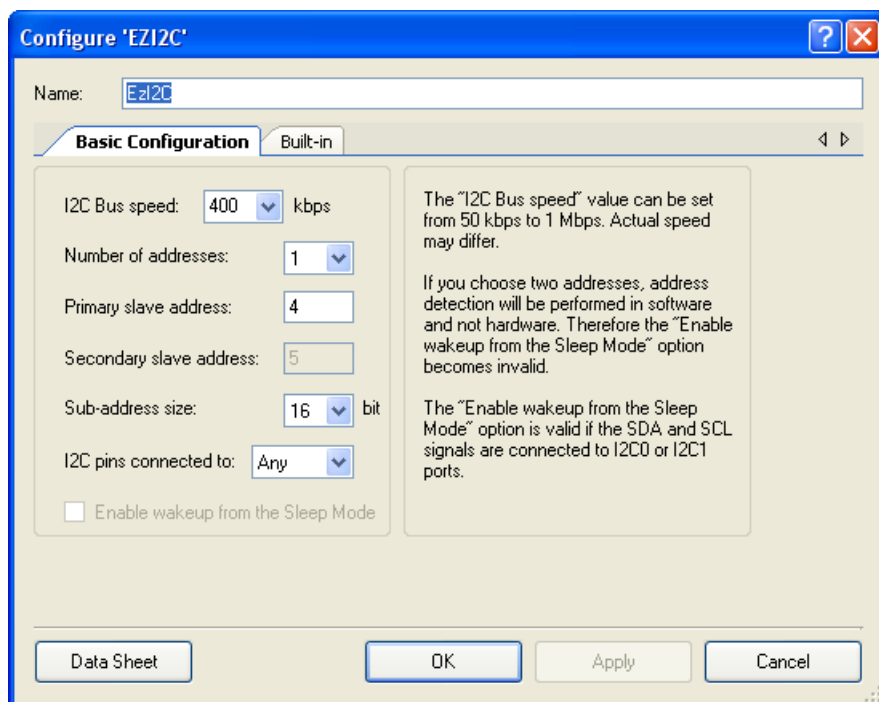 Configure 'EZI2C'
Name: EzI2C
Basic Configuration Built-in
I2C Bus speed: 400 kbps
Number of addresses: 1
Primary slave address: 4
Secondary slave address: 5
Sub-address size: 16 bit
I2C pins connected to: Any
Enable wakeup from the Sleep Mode
The "I2C Bus speed" value can be set
from 50 kbps to 1 Mbps. Actual speed
may differ.
If you choose two addresses, address
detection will be performed in software
and not hardware. Therefore the "Enable
wakeup from the Sleep Mode" option
becomes invalid.
The "Enable wakeup from the Sleep
Mode" option is valid if the SDA and SCL
signals are connected to I2C0 or I2C1
ports.
Data Sheet OK Apply Cancel